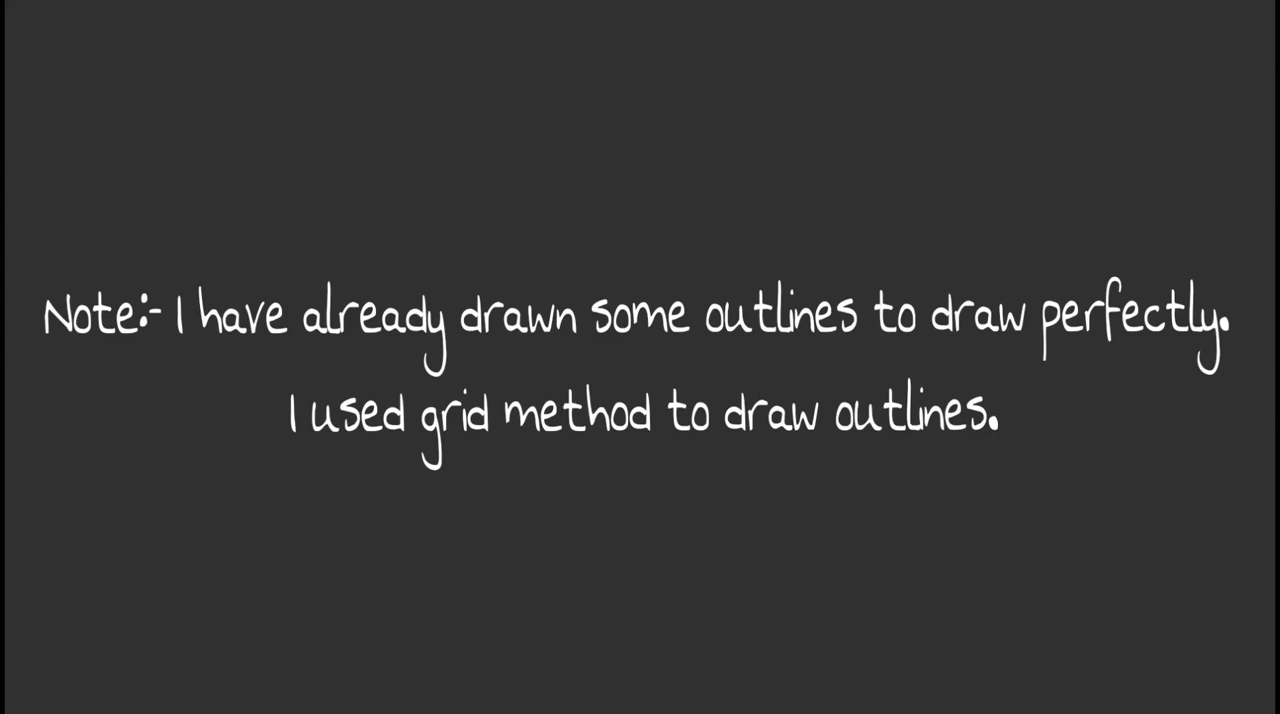 Note:- I have already drawn some outlines to draw perfectly.
I used grid method to draw outlines.